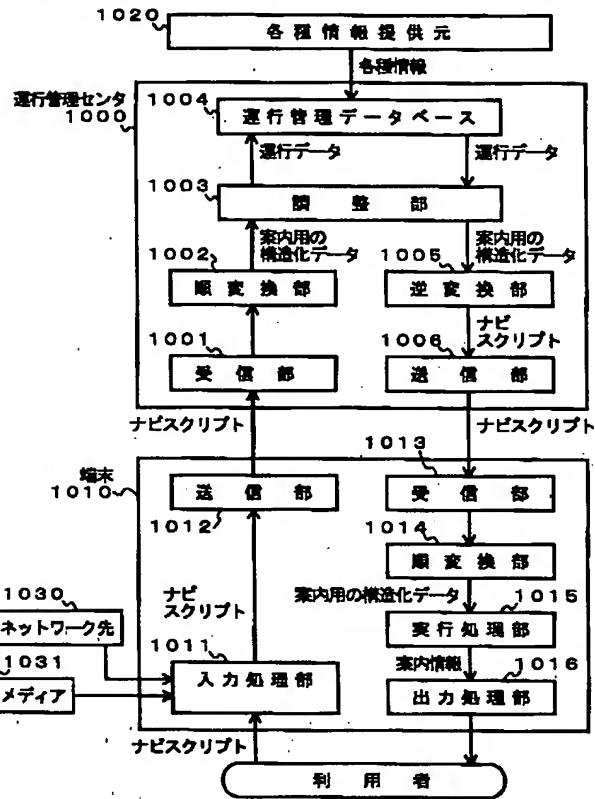 1020
各種情報提供元
各種情報
運行管理センタ
1000
1004
運行管理データベース
運行データ
運行データ
1003
調整部
案内用の
構造化データ
案内用の
構造化データ
1002
順変換部
1005
逆変換部
ナビ
スクリプト
1001
受信部
1006
送信部
ナビスクリプト
ナビスクリプト
端末
1010
送信部
1012
1013
受信部
1014
順変換部
案内用の構造化データ
1015
実行処理部
案内情報
1016
出力処理部
ナビ
スクリプト
1030
ネットワーク先
1031
メディア
1011
入力処理部
ナビスクリプト
利用者